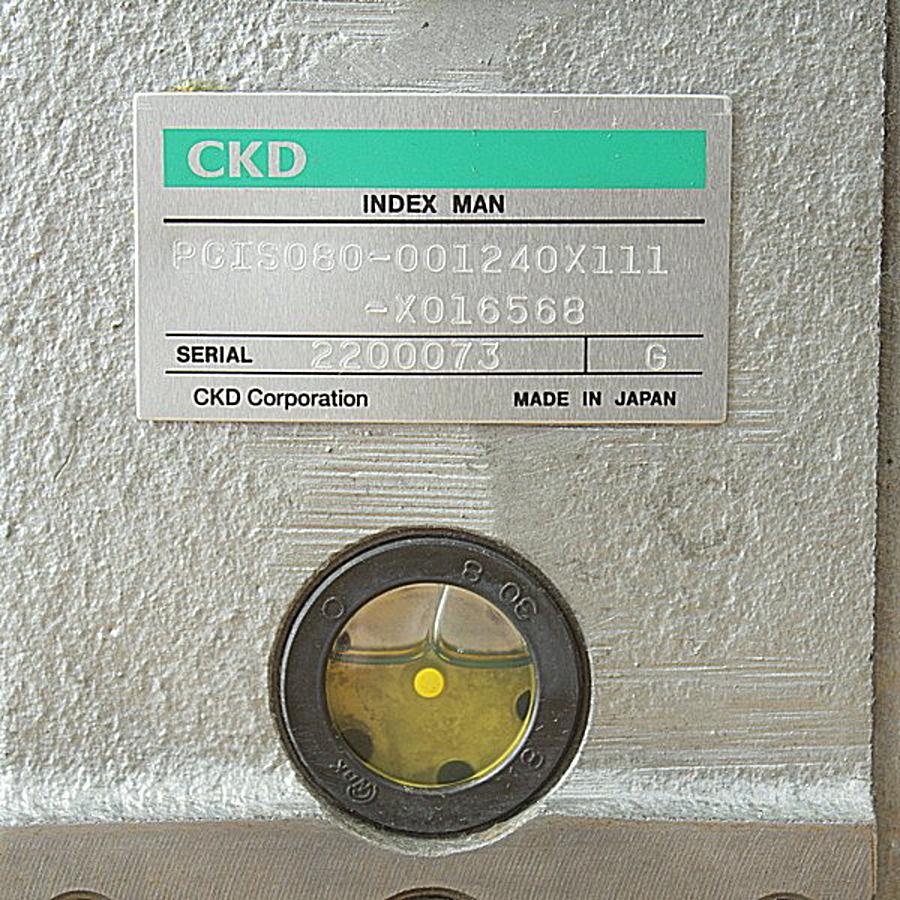 CKD
INDEX MAN
PCIS080-001240X111
-X016568
SERIAL 2200073 G
CKD Corporation MADE IN JAPAN